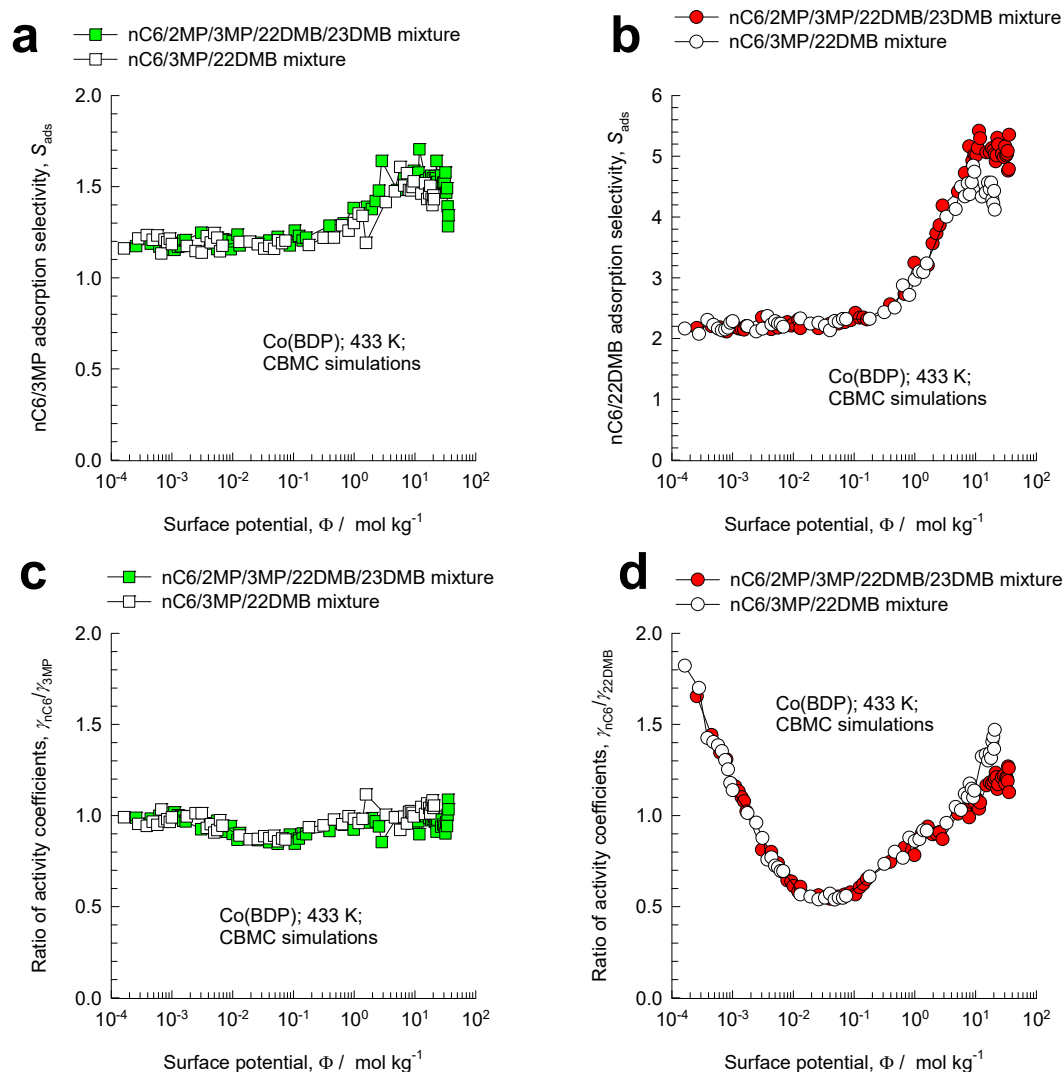 a
nC6/2MP/3MP/22DMB/23DMB mixture
nC6/3MP/22DMB mixture
2.0
1.5
1.0
0.5
0.0
nC6/3MP adsorption selectivity, S_ads
Co(BDP); 433 K;
CBMC simulations
10⁻⁴ 10⁻³ 10⁻² 10⁻¹ 10⁰ 10¹ 10²
Surface potential, Φ / mol kg⁻¹
b
nC6/2MP/3MP/22DMB/23DMB mixture
nC6/3MP/22DMB mixture
6
5
4
3
2
1
0
nC6/22DMB adsorption selectivity, S_ads
Co(BDP); 433 K;
CBMC simulations
10⁻⁴ 10⁻³ 10⁻² 10⁻¹ 10⁰ 10¹ 10²
Surface potential, Φ / mol kg⁻¹
c
nC6/2MP/3MP/22DMB/23DMB mixture
nC6/3MP/22DMB mixture
2.0
1.5
1.0
0.5
0.0
Ratio of activity coefficients, γ_nC6/γ_3MP
Co(BDP); 433 K;
CBMC simulations
10⁻⁴ 10⁻³ 10⁻² 10⁻¹ 10⁰ 10¹ 10²
Surface potential, Φ / mol kg⁻¹
d
nC6/2MP/3MP/22DMB/23DMB mixture
nC6/3MP/22DMB mixture
2.0
1.5
1.0
0.5
0.0
Ratio of activity coefficients, γ_nC6/γ_22DMB
Co(BDP); 433 K;
CBMC simulations
10⁻⁴ 10⁻³ 10⁻² 10⁻¹ 10⁰ 10¹ 10²
Surface potential, Φ / mol kg⁻¹